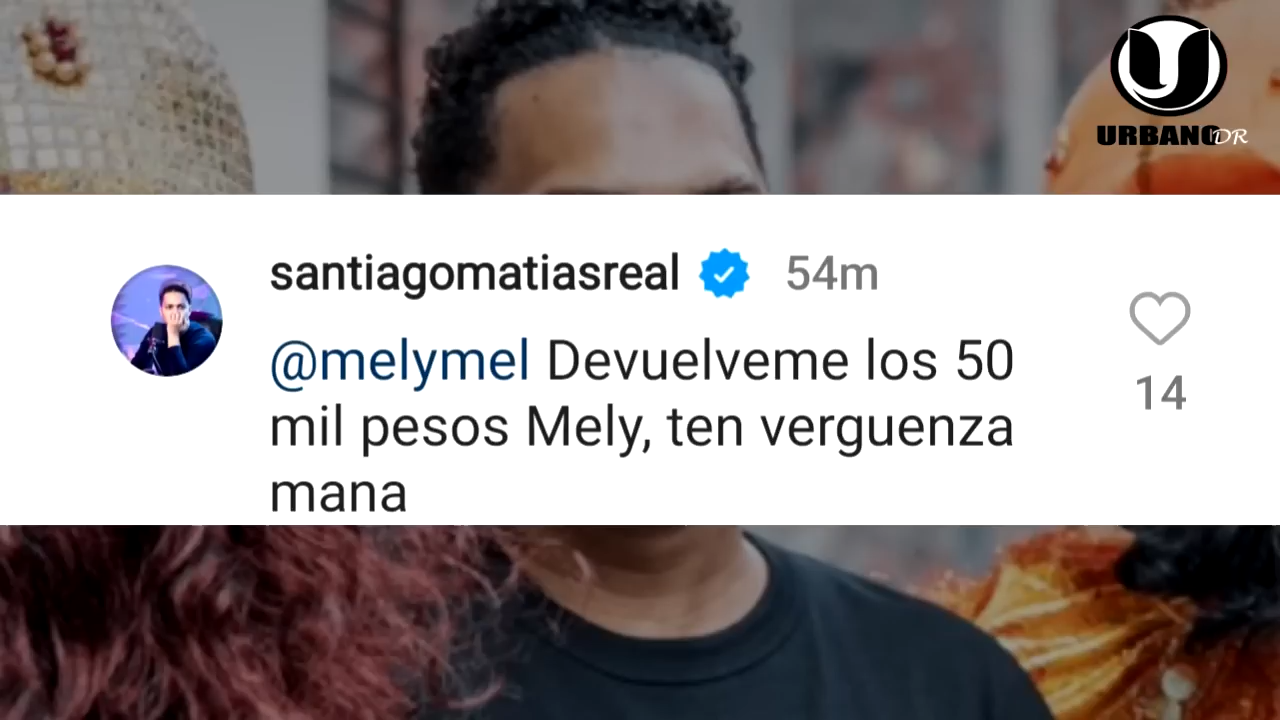 URBANO DR
santiagomatiasreal 54m
@melymel Devuelveme los 50
mil pesos Mely, ten verguenza
mana
14